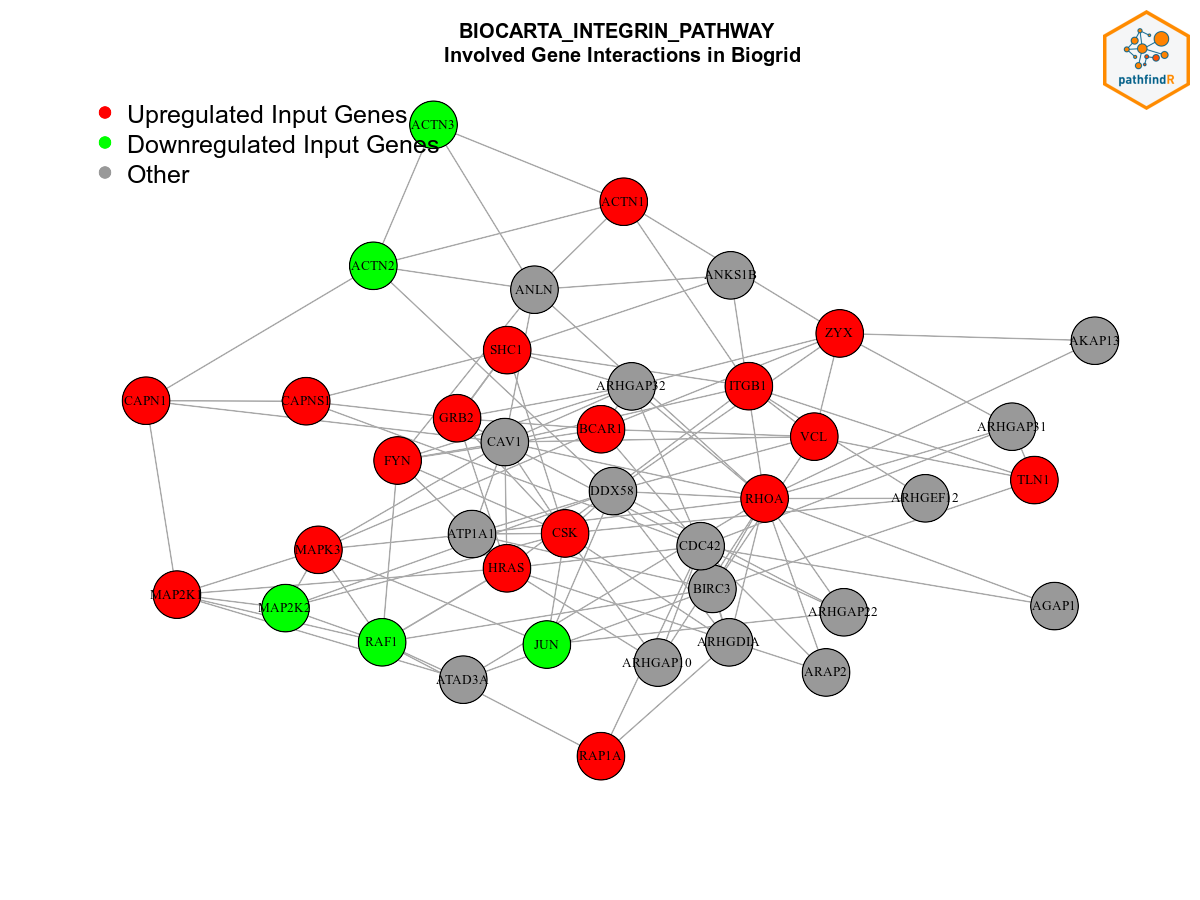 BIOCARTA_INTEGRIN_PATHWAY
Involved Gene Interactions in Biogrid
pathfindR
Upregulated Input Genes
Downregulated Input Genes
Other
ACTN3
ACTN1
ACTN2
ANKS1B
ANLN
ZYX
AKAP13
SHC1
ARHGAP32
ITGB1
CAPN1
CAPNS1
GRB2
BCAR1
ARHGAP31
VCL
CAV1
FYN
TLN1
DDX58
RHOA
ARHGEF12
ATP1A1
CSK
CDC42
MAPK3
HRAS
BIRC3
MAP2K1
MAP2K2
AGAP1
ARHGAP22
RAF1
JUN
ARHGDIA
ARHGAP10
ARAP2
ATAD3A
RAP1A